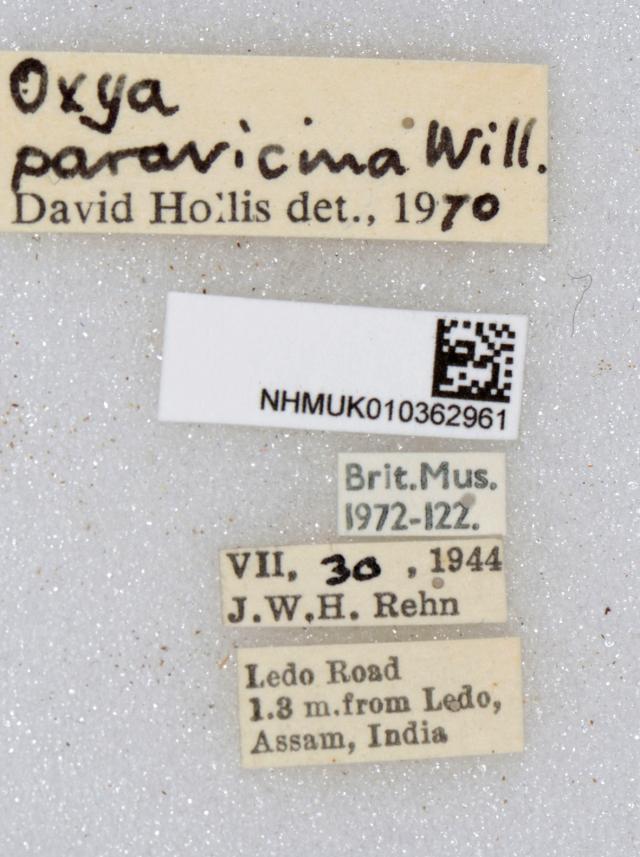 Oxya
paravicina Will.
David Hollis det., 1970
NHMUK010362961
Brit.Mus.
1972-122.
VII, 30, 1944
J.W.H. Rehn
Ledo Road
1.3 m.from Ledo,
Assam, India